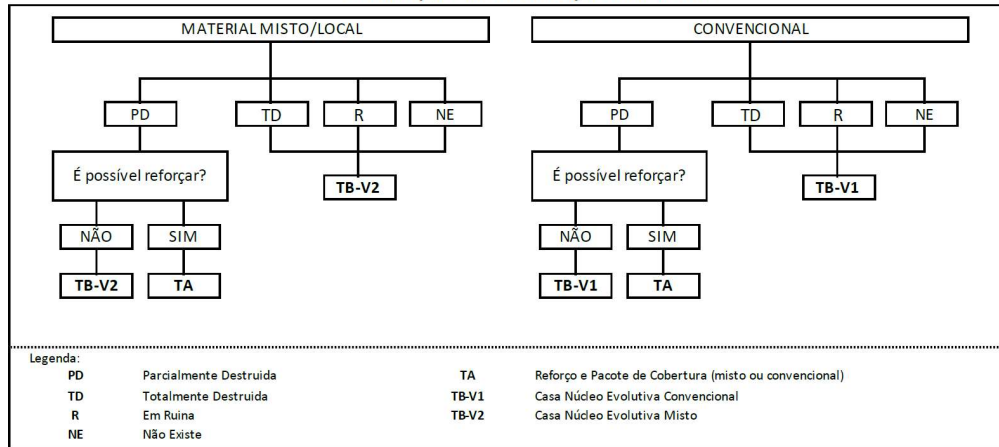 MATERIAL MISTO/LOCAL CONVENCIONAL
PD TD R NE PD TD R NE
É possível reforçar? TB-V2 É possível reforçar? TB-V1
NÃO SIM NÃO SIM
TB-V2 TA TB-V1 TA
Legenda:
PD Parcialmente Destruida TA Reforço e Pacote de Cobertura (misto ou convencional)
TD Totalmente Destruida TB-V1 Casa Núcleo Evolutiva Convencional
R Em Ruina TB-V2 Casa Núcleo Evolutiva Misto
NE Não Existe